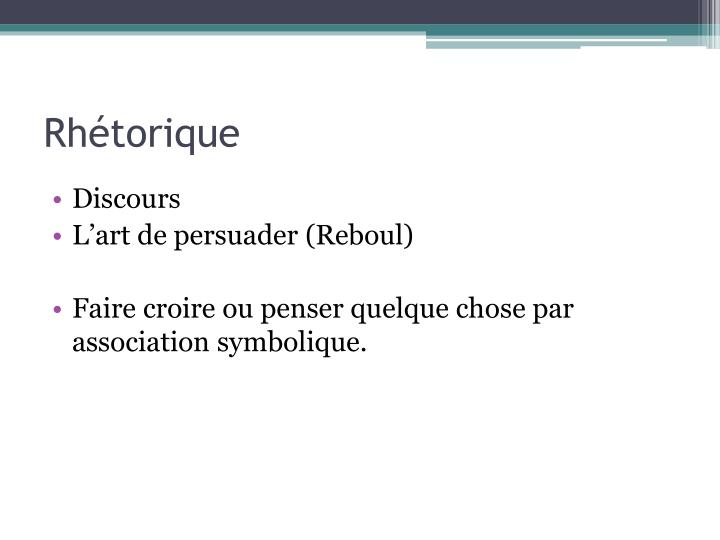 Rhétorique
• Discours
• L’art de persuader (Reboul)
• Faire croire ou penser quelque chose par
association symbolique.